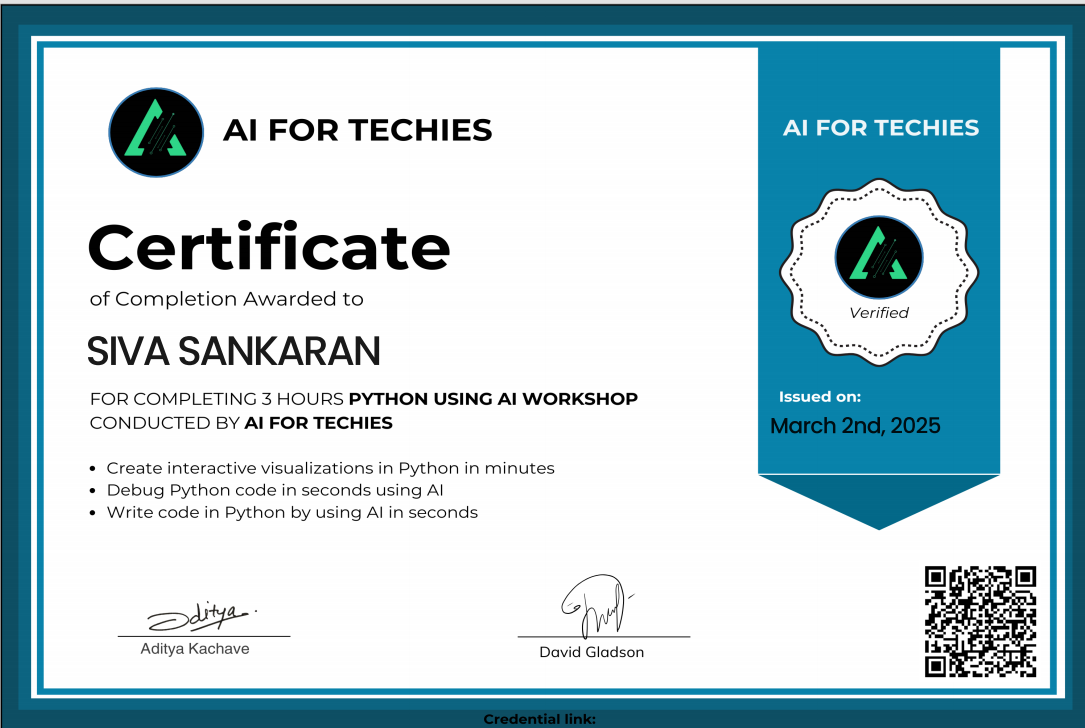 AI FOR TECHIES
Certificate
of Completion Awarded to
SIVA SANKARAN
FOR COMPLETING 3 HOURS PYTHON USING AI WORKSHOP
CONDUCTED BY AI FOR TECHIES
• Create interactive visualizations in Python in minutes
• Debug Python code in seconds using AI
• Write code in Python by using AI in seconds
Aditya
Aditya Kachave
David Gladson
AI FOR TECHIES
Verified
Issued on:
March 2nd, 2025
Credential link: